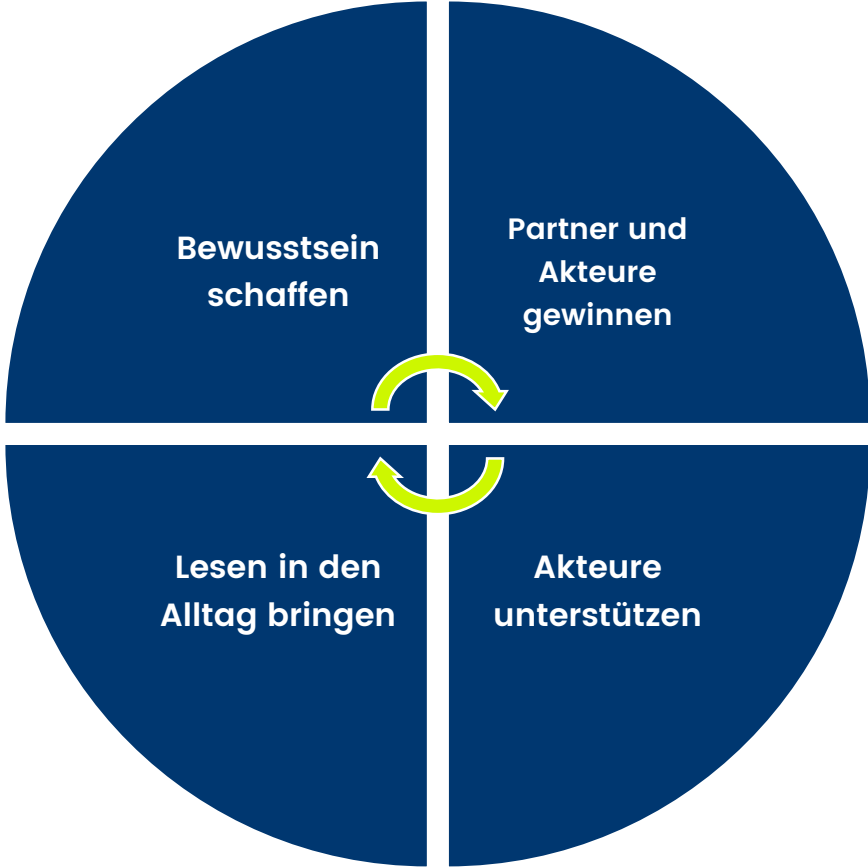 Bewusstsein
schaffen
Partner und
Akteure
gewinnen
Lesen in den
Alltag bringen
Akteure
unterstützen